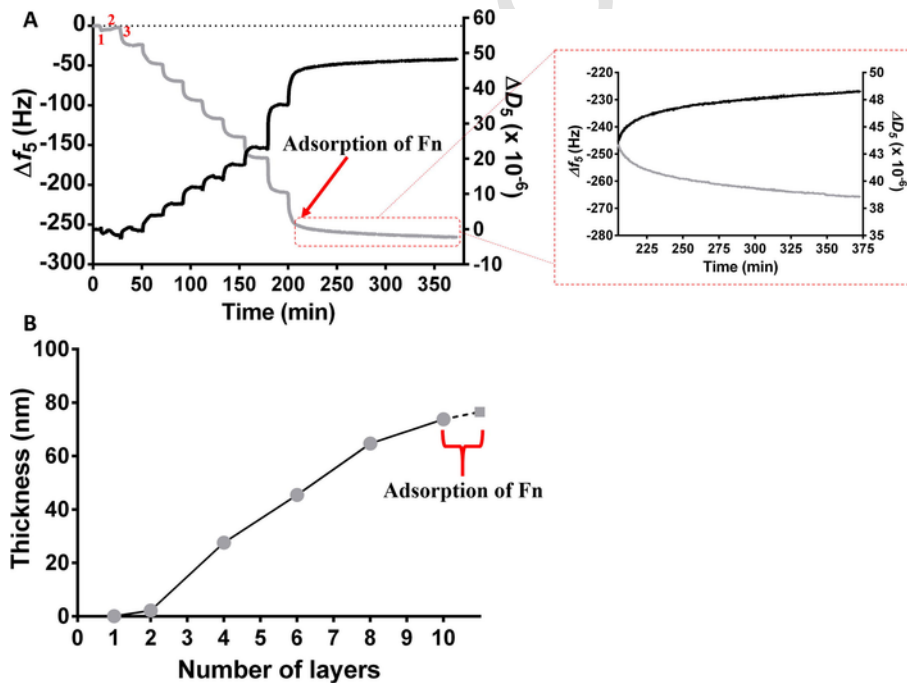 A
Δf5 (Hz)
0
-50
-100
-150
-200
-250
-300
1 2 3
Adsorption of Fn
60
50
40
30
20
10
0
-10
ΔD5 (x 10-6)
0 50 100 150 200 250 300 350
Time (min)
Δf5 (Hz)
-220
-230
-240
-250
-260
-270
-280
50
48
45
43
40
38
35
ΔD5 (x 10-6)
225 250 275 300 325 350 375
Time (min)
B
Thickness (nm)
100
80
60
40
20
0
Adsorption of Fn
0 1 2 3 4 5 6 7 8 9 10
Number of layers